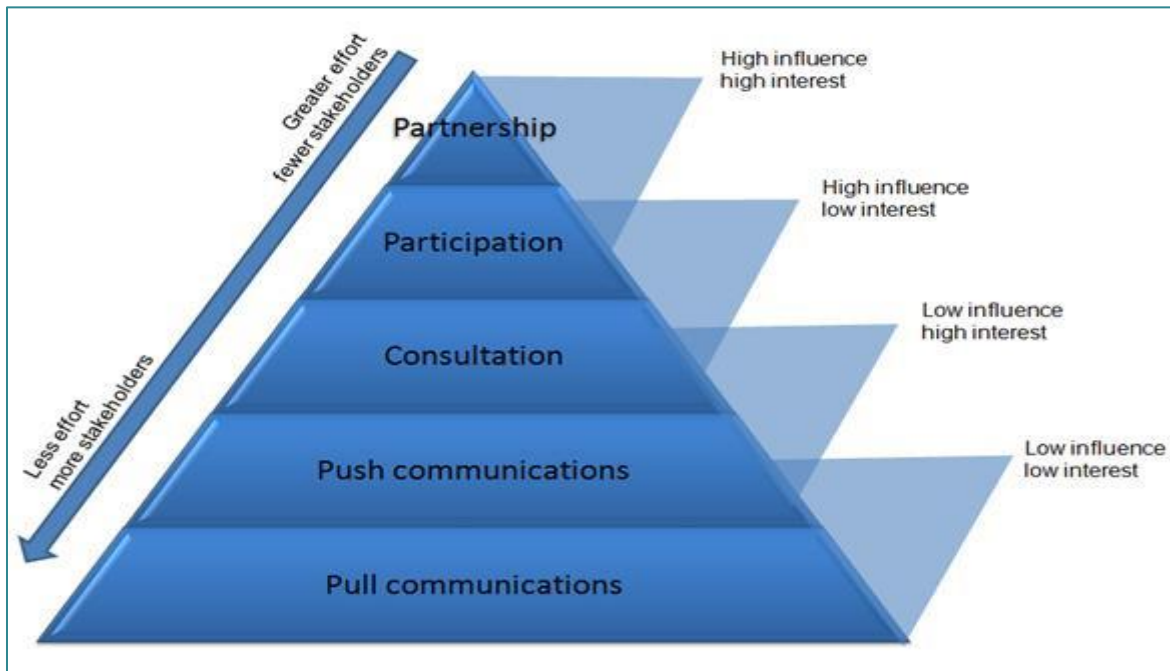 Greater effort
fewer stakeholders
Less effort
more stakeholders
Partnership
Participation
Consultation
Push communications
Pull communications
High influence
high interest
High influence
low interest
Low influence
high interest
Low influence
low interest